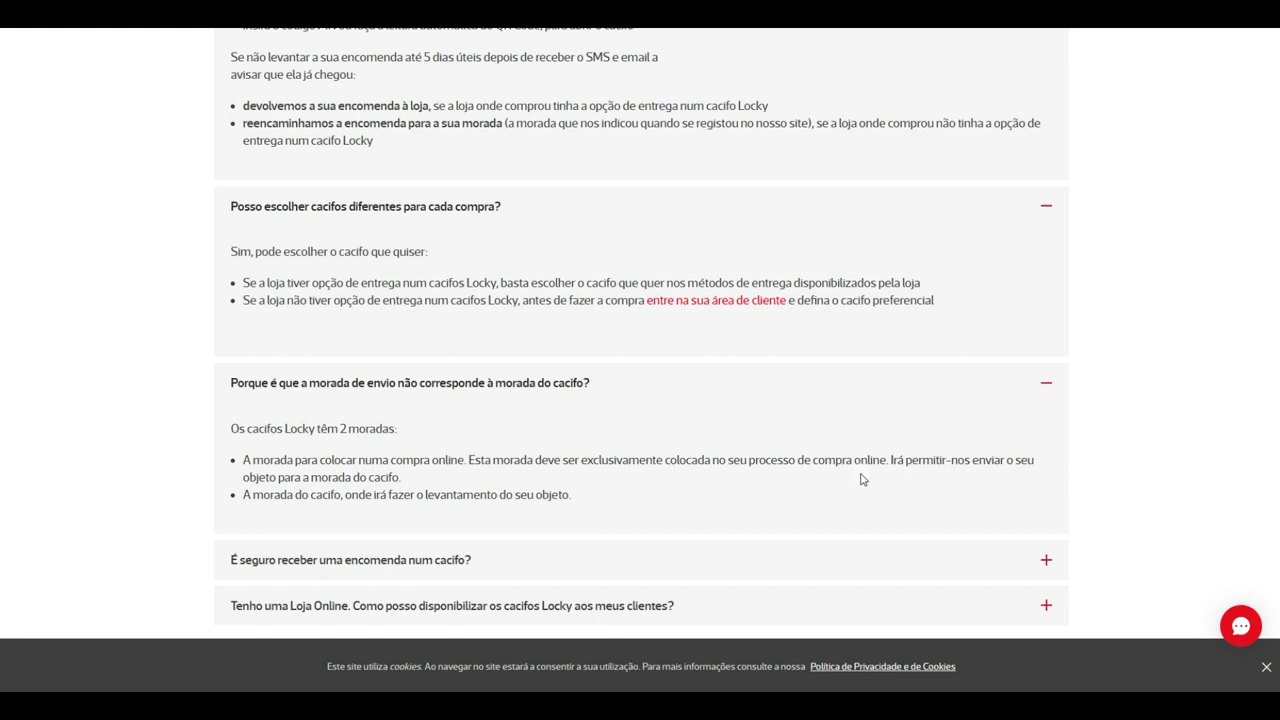 Se não levantar a sua encomenda até 5 dias úteis depois de receber o SMS e email a
avisar que ela já chegou:
devolvemos a sua encomenda à loja, se a loja onde comprou tinha a opção de entrega num cacifo Locky
reencaminhamos a encomenda para a sua morada (a morada que nos indicou quando se registou no nosso site), se a loja onde comprou não tinha a opção de
entrega num cacifo Locky
Posso escolher cacifos diferentes para cada compra?
Sim, pode escolher o cacifo que quiser:
Se a loja tiver opção de entrega num cacifos Locky, basta escolher o cacifo que quer nos métodos de entrega disponibilizados pela loja
Se a loja não tiver opção de entrega num cacifos Locky, antes de fazer a compra entre na sua área de cliente e defina o cacifo preferencial
Porque é que a morada de envio não corresponde à morada do cacifo?
Os cacifos Locky têm 2 moradas:
A morada para colocar numa compra online. Esta morada deve ser exclusivamente colocada no seu processo de compra online. Irá permitir-nos enviar o seu
objeto para a morada do cacifo.
A morada do cacifo, onde irá fazer o levantamento do seu objeto.
É seguro receber uma encomenda num cacifo?
Tenho uma Loja Online. Como posso disponibilizar os cacifos Locky aos meus clientes?
Este site utiliza cookies. Ao navegar no site estará a consentir a sua utilização. Para mais informações consulte a nossa Política de Privacidade e de Cookies